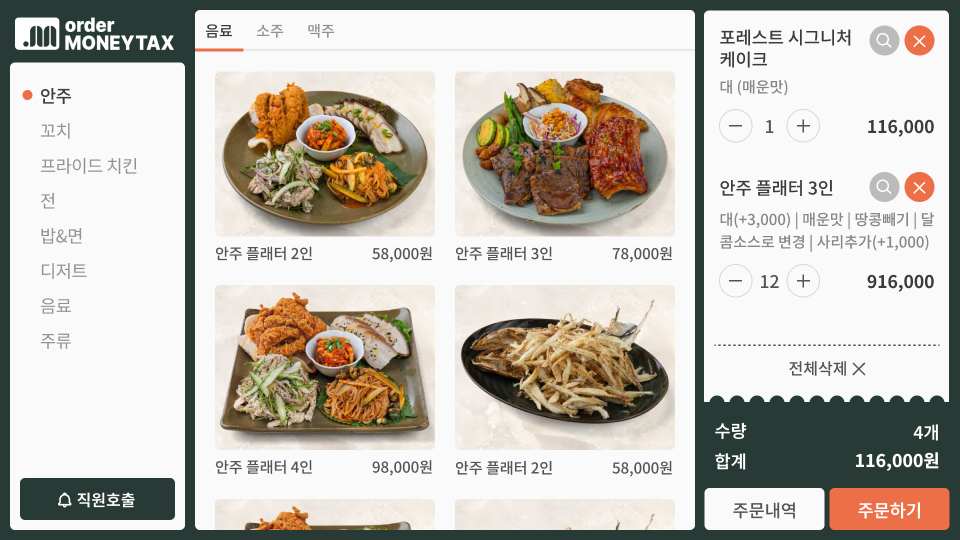 order
MONEYTAX
안주
꼬치
프라이드 치킨
전
밥&면
디저트
음료
주류
직원호출
음료 소주 맥주
안주 플래터 2인 58,000원
안주 플래터 3인 78,000원
안주 플래터 4인 98,000원
안주 플래터 2인 58,000원
포레스트 시그니처
케이크
대 (매운맛)
1 116,000
안주 플래터 3인
대(+3,000) | 매운맛 | 땅콩빼기 | 달
콤소스로 변경 | 사리추가(+1,000)
12 916,000
전체삭제
수량 4개
합계 116,000원
주문내역 주문하기